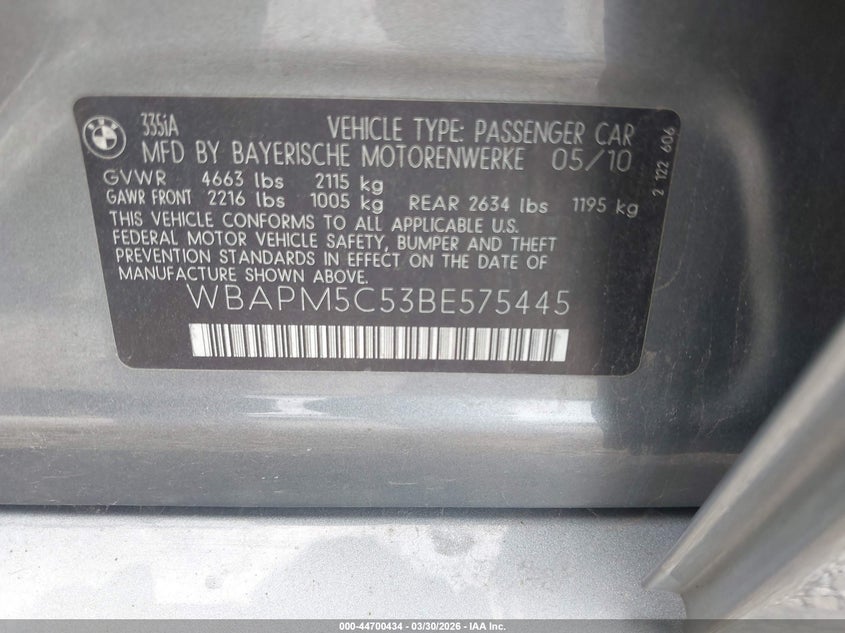 BMW
335iA
VEHICLE TYPE: PASSENGER CAR
MFD BY BAYERISCHE MOTORENWERKE 05/10
GVWR 4663 lbs 2115 kg
GAWR FRONT 2216 lbs 1005 kg REAR 2634 lbs 1195 kg
THIS VEHICLE CONFORMS TO ALL APPLICABLE U.S.
FEDERAL MOTOR VEHICLE SAFETY, BUMPER AND THEFT
PREVENTION STANDARDS IN EFFECT ON THE DATE OF
MANUFACTURE SHOWN ABOVE.
WBAPM5C53BE575445
2 122 606
000-44700434 | 03/30/2026 | IAA Inc.